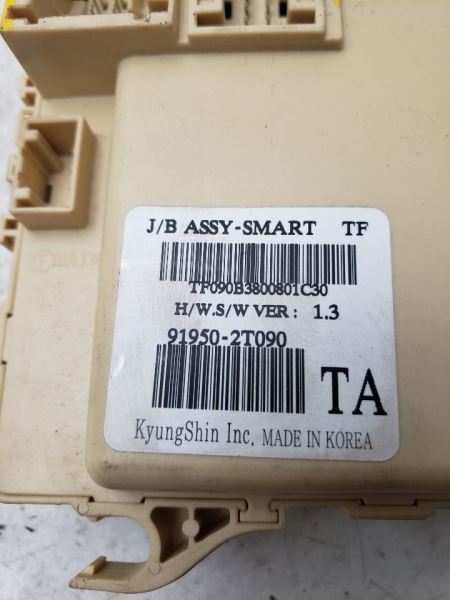 J/B ASSY-SMART TF
TF090B3800801C30
H/W.S/W VER : 1.3
91950-2T090
TA
KyungShin Inc. MADE IN KOREA